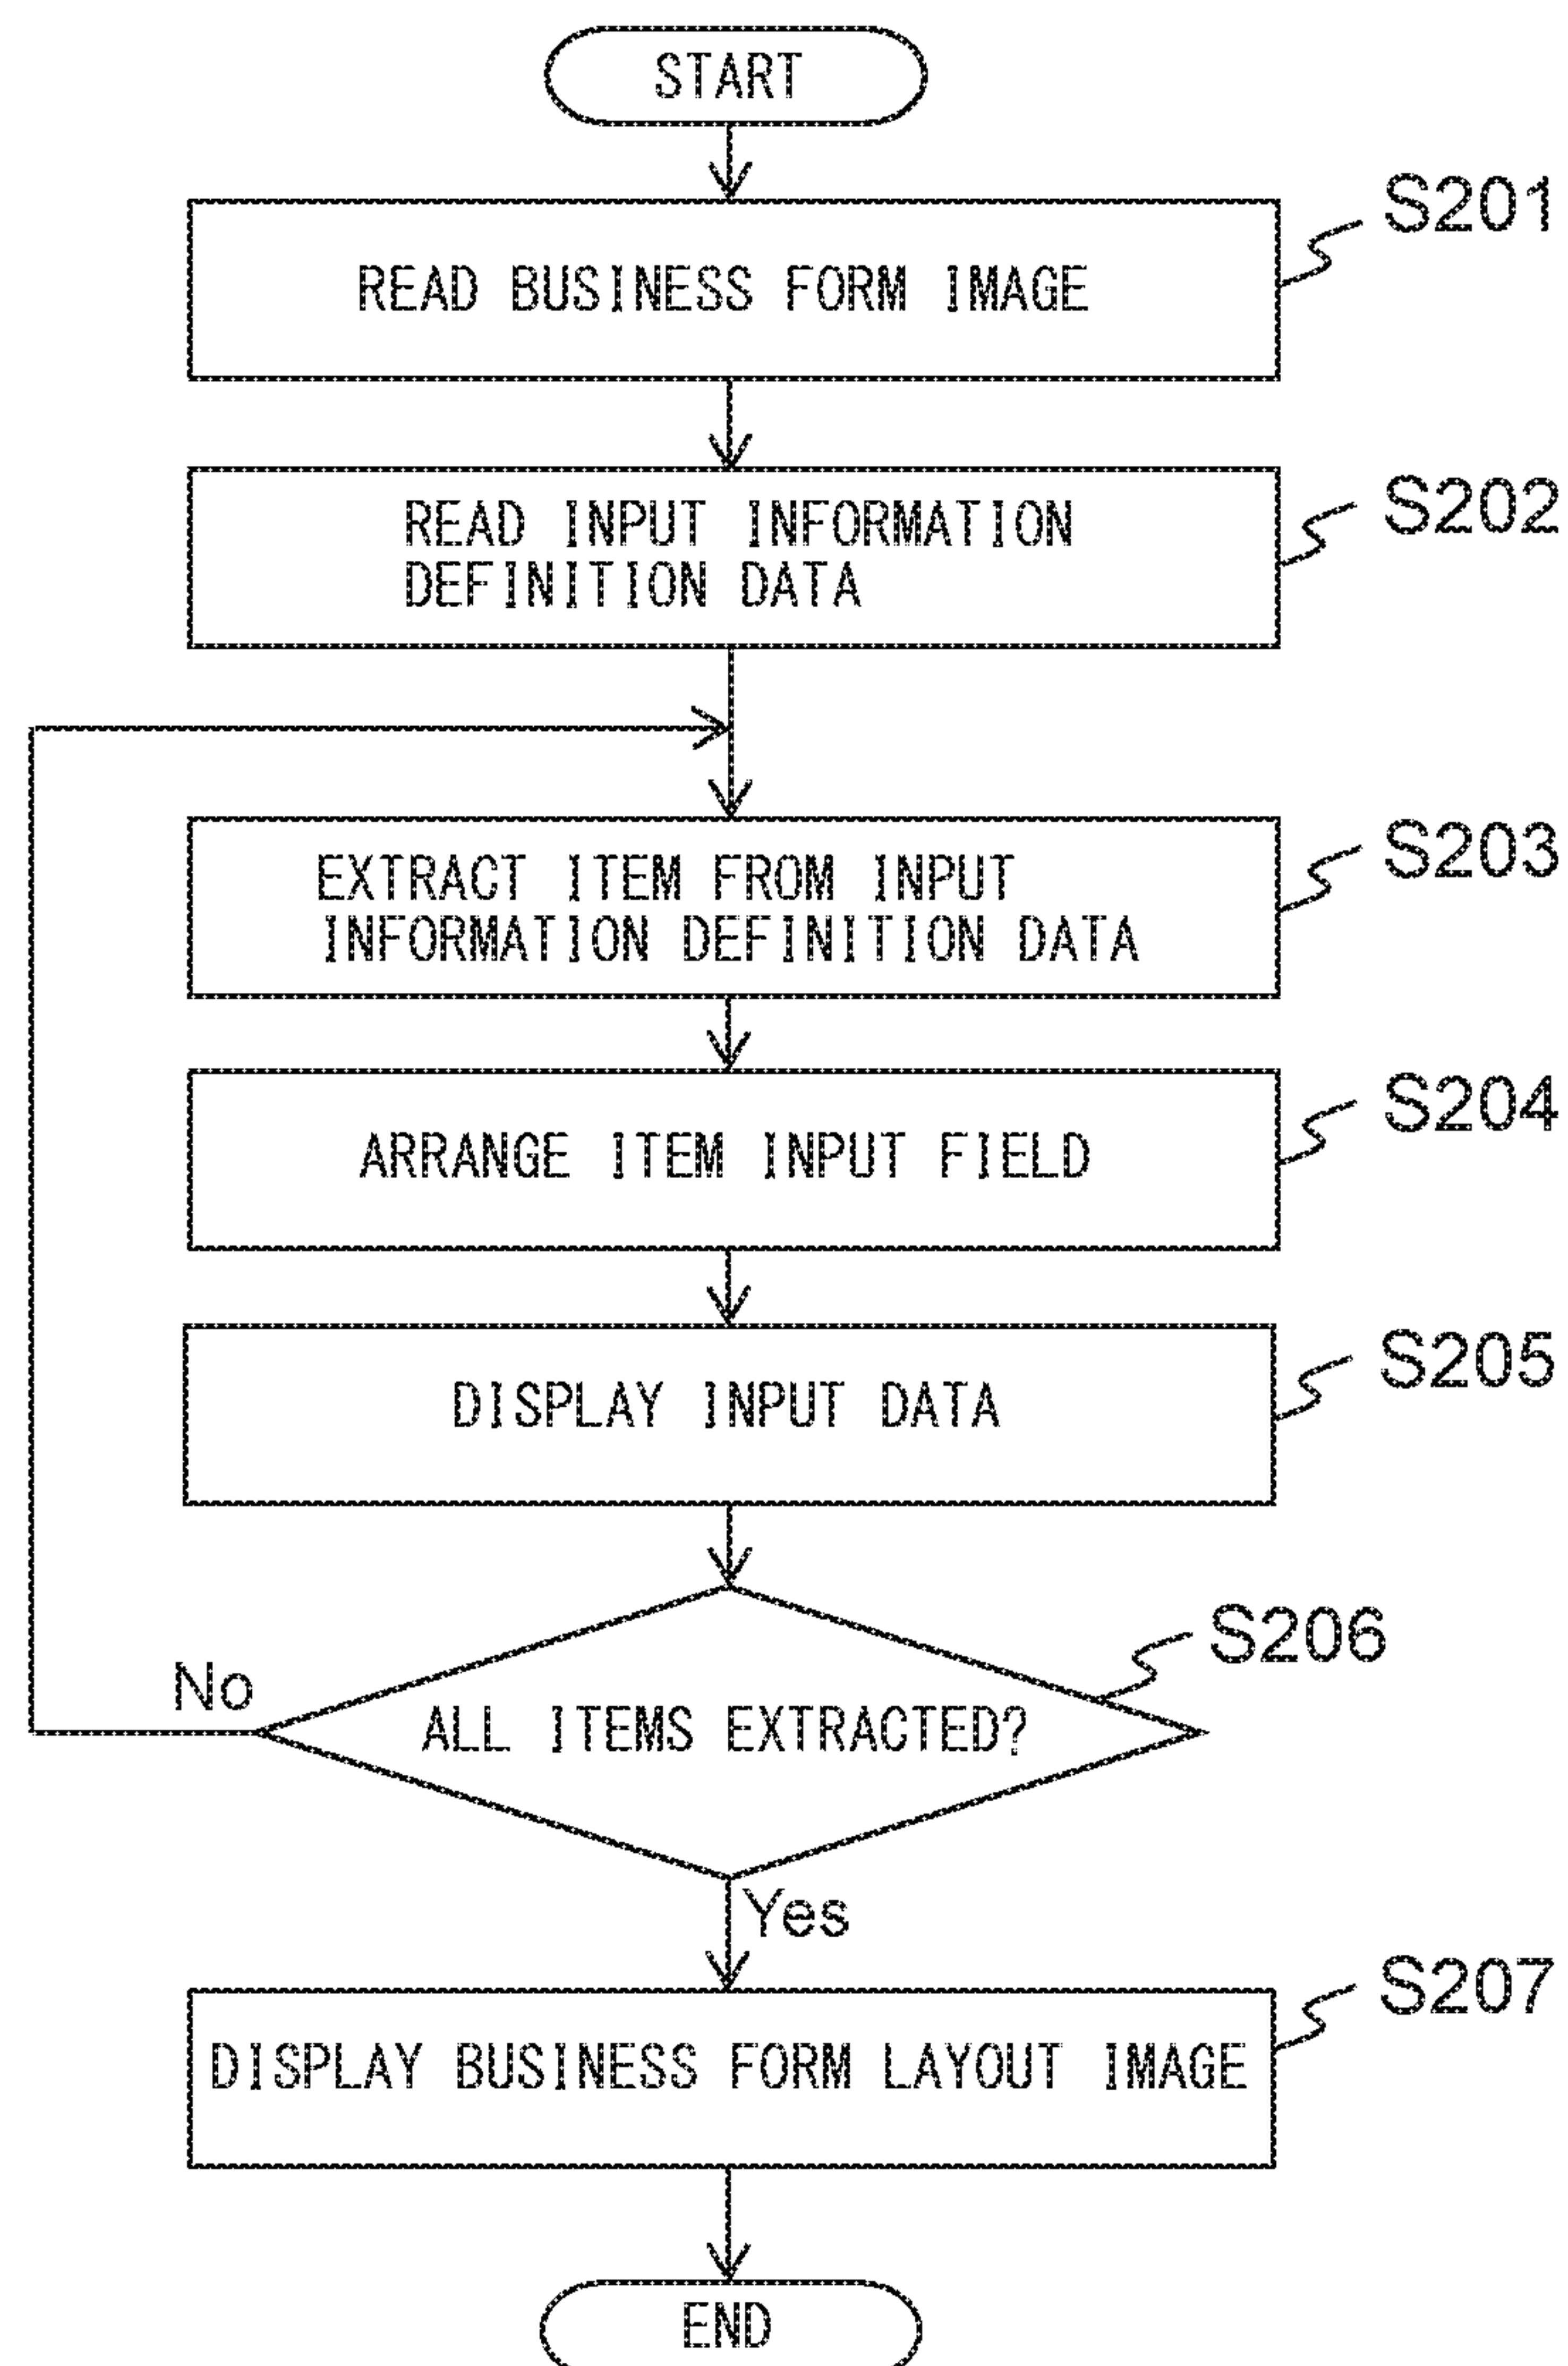 START
S201
READ BUSINESS FORM IMAGE
S202
READ INPUT INFORMATION
DEFINITION DATA
S203
EXTRACT ITEM FROM INPUT
INFORMATION DEFINITION DATA
S204
ARRANGE ITEM INPUT FIELD
S205
DISPLAY INPUT DATA
S206
No
ALL ITEMS EXTRACTED?
Yes
S207
DISPLAY BUSINESS FORM LAYOUT IMAGE
END